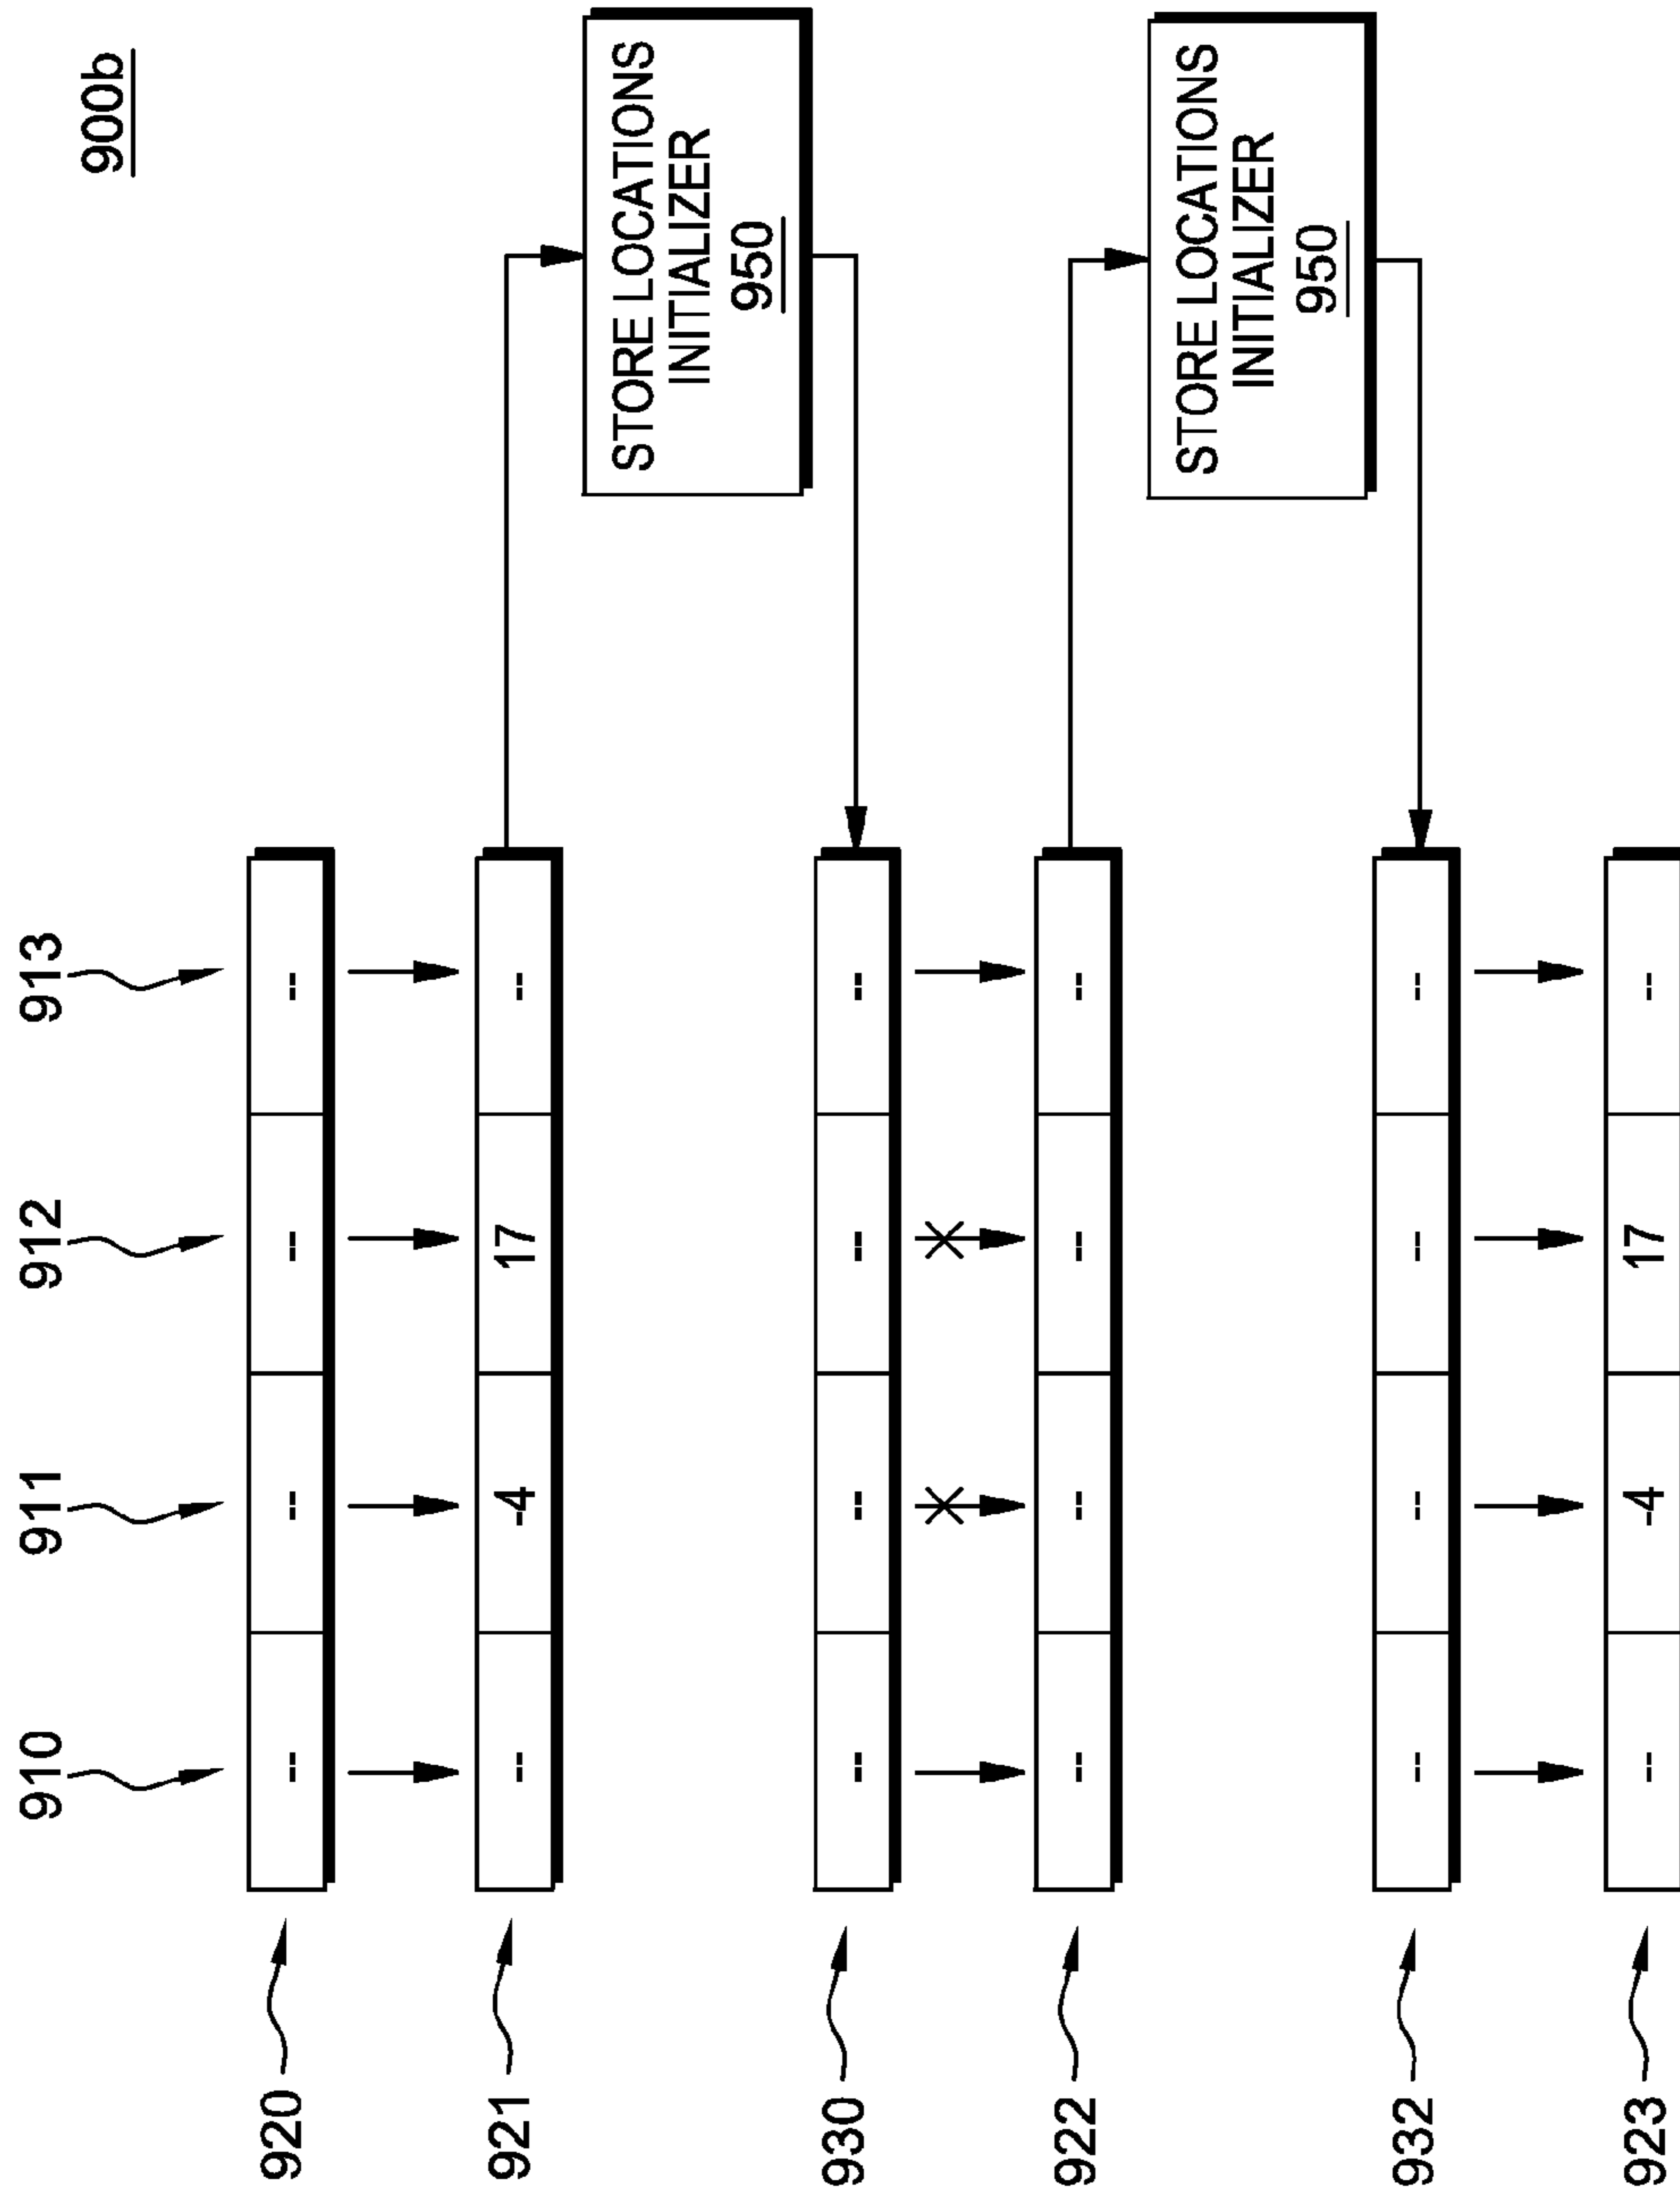 900b
910 911 912 913
920 -- -- -- --
921 -- -4 17 --
STORE LOCATIONS
INITIALIZER
950
930 -- -- -- --
922 -- -- -- --
STORE LOCATIONS
INITIALIZER
950
932 -- -- -- --
923 -- -4 17 --